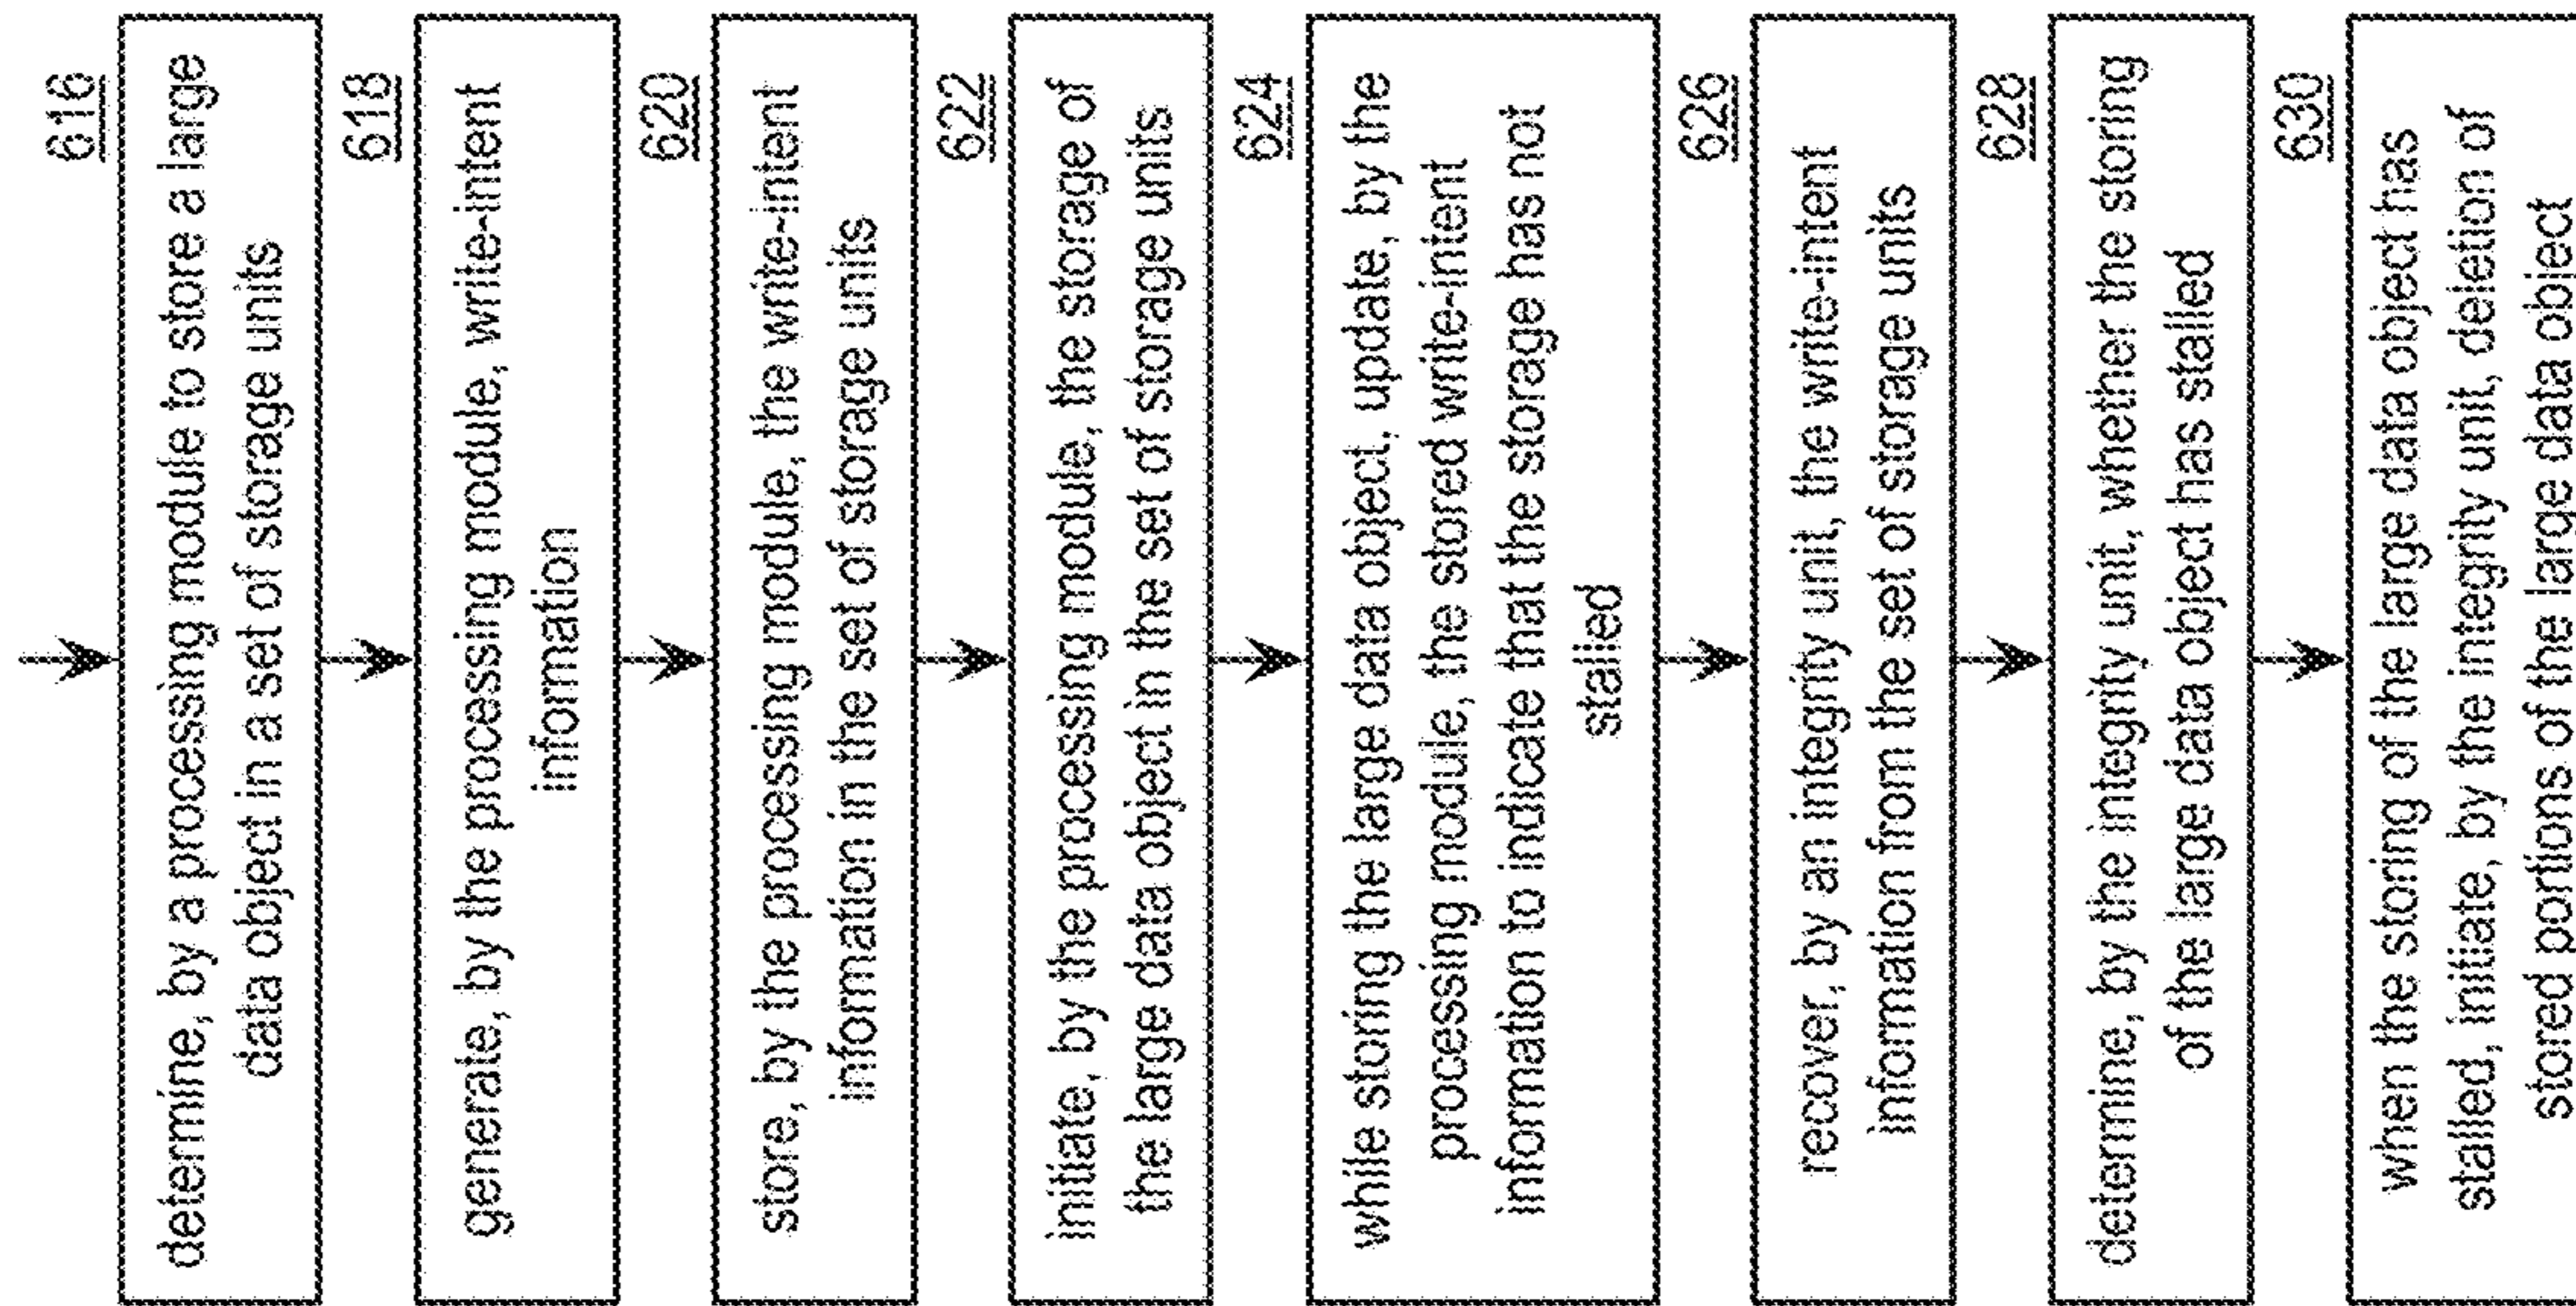 616
determine, by a processing module to store a large
data object in a set of storage units
618
generate, by the processing module, write-intent
information
620
store, by the processing module, the write-intent
information in the set of storage units
622
initiate, by the processing module, the storage of
the large data object in the set of storage units
624
while storing the large data object, update, by the
processing module, the stored write-intent
information to indicate that the storage has not
stalled
626
recover, by an integrity unit, the write-intent
information from the set of storage units
628
determine, by the integrity unit, whether the storing
of the large data object has stalled
630
when the storing of the large data object has
stalled, initiate, by the integrity unit, deletion of
stored portions of the large data object